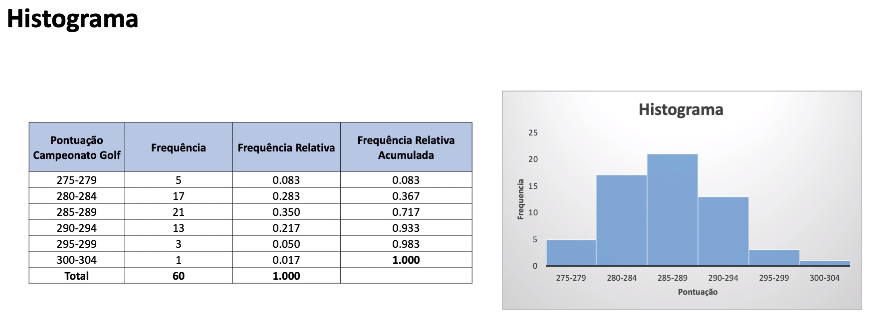 Histograma
Pontuação Campeonato Golf Frequência Frequência Relativa Frequência Relativa Acumulada
275-279 5 0.083 0.083
280-284 17 0.283 0.367
285-289 21 0.350 0.717
290-294 13 0.217 0.933
295-299 3 0.050 0.983
300-304 1 0.017 1.000
Total 60 1.000
Histograma
Frequencia
25
20
15
10
5
0
275-279 280-284 285-289 290-294 295-299 300-304
Pontuação